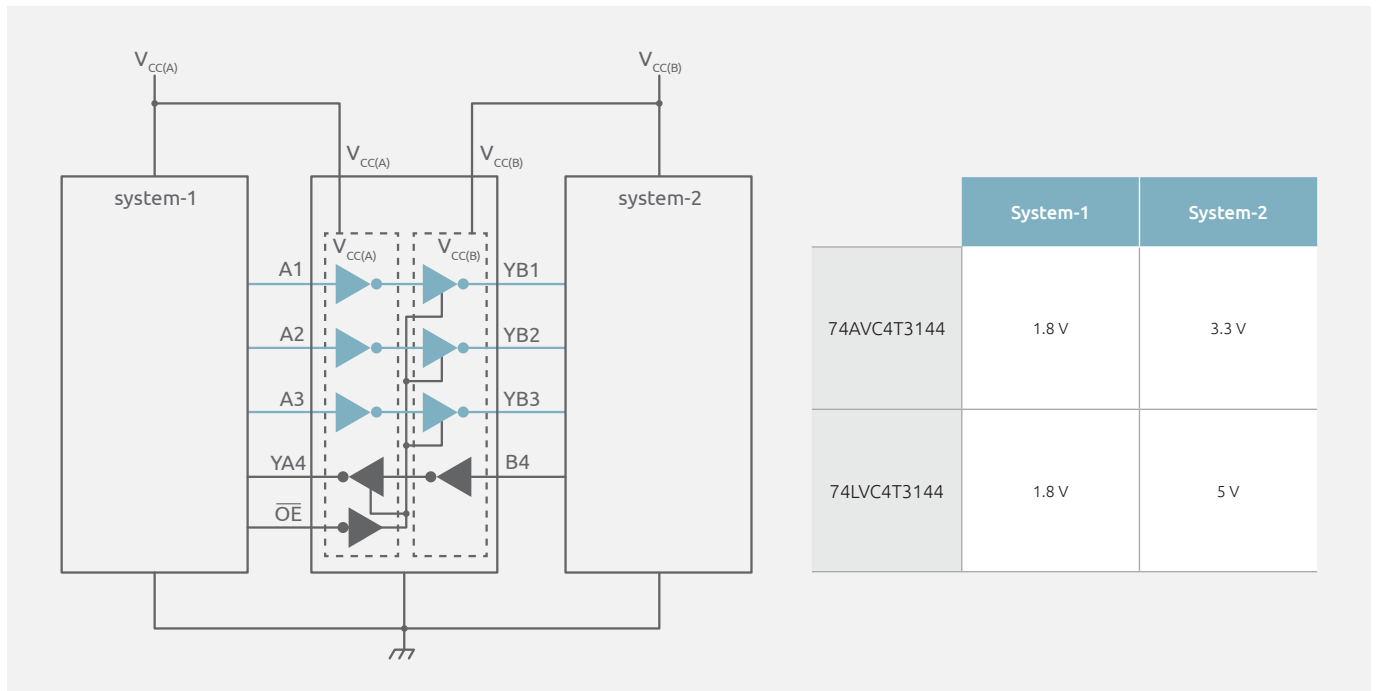 VCC(A)
VCC(B)
VCC(A)
VCC(B)
system-1
system-2
VCC(A)
VCC(B)
A1
YB1
A2
YB2
A3
YB3
YA4
B4
OE
System-1
System-2
74AVC4T3144
1.8 V
3.3 V
74LVC4T3144
1.8 V
5 V